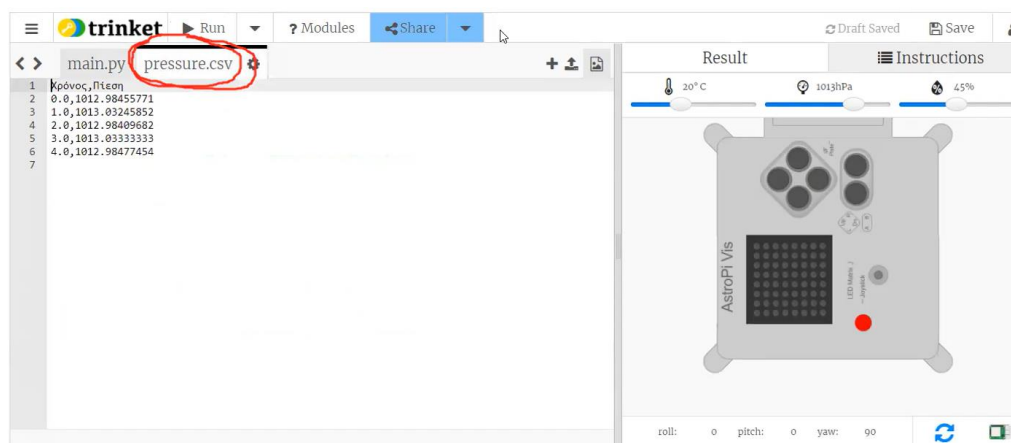 trinket Run ? Modules Share Draft Saved Save
main.py pressure.csv
Result Instructions
20°C 1013hPa 45%
1 Χρόνος,Πίεση
2 0.0,1012.98455771
3 1.0,1013.03245852
4 2.0,1012.98409682
5 3.0,1013.03333333
6 4.0,1012.98477454
7
AstroPi Vis
LED Matrix /
~ Joystick
roll: 0 pitch: 0 yaw: 90